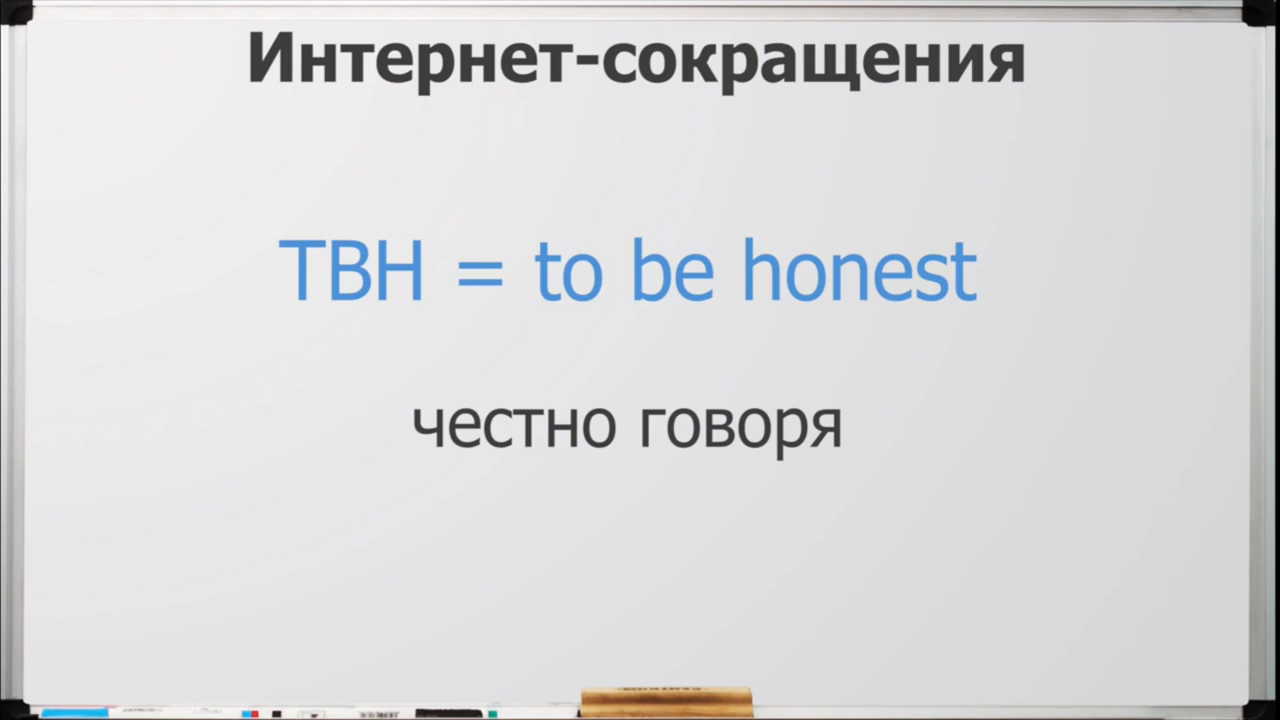 Интернет-сокращения
TBH = to be honest
честно говоря